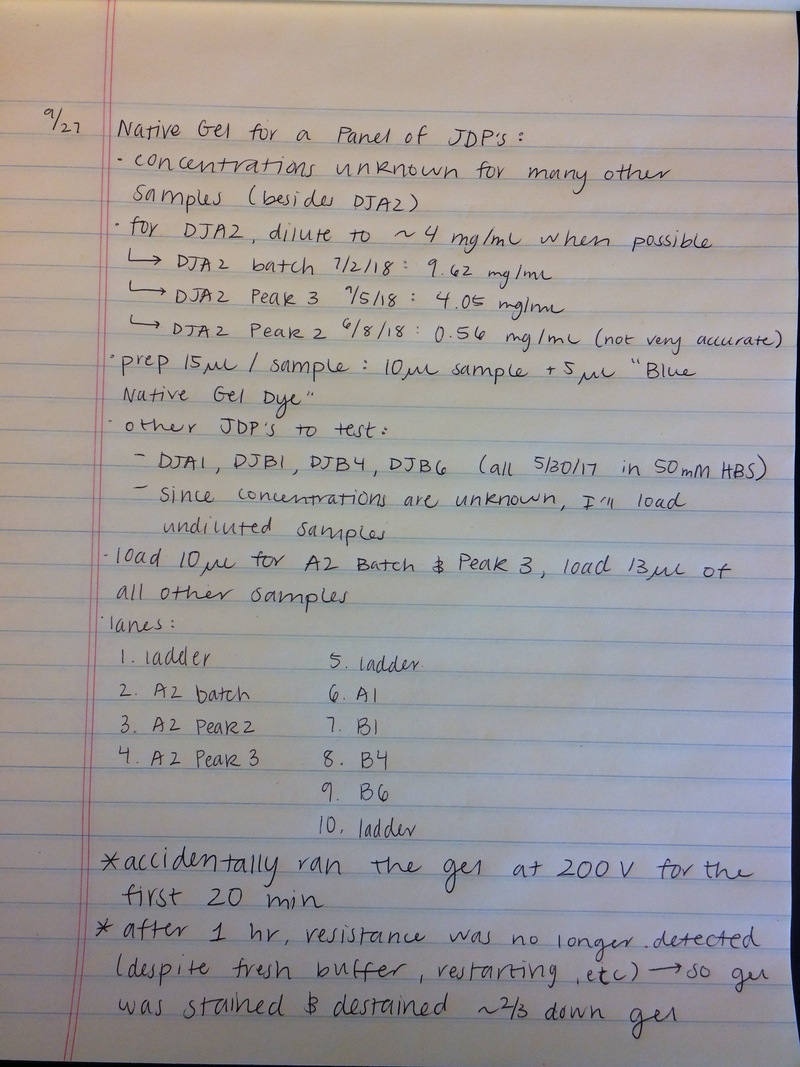 9/27 Native Gel for a Panel of JDP's:
· concentrations unknown for many other
samples (besides DJA2)
· for DJA2, dilute to ~ 4 mg/mL when possible
↳ DJA2 batch 7/2/18: 9.62 mg/mL
↳ DJA2 Peak 3 9/5/18: 4.05 mg/mL
↳ DJA2 Peak 2 6/8/18: 0.56 mg/mL (not very accurate)
· prep 15µL / sample: 10µL sample + 5µL "Blue
Native Gel Dye"
· other JDP's to test:
- DJA1, DJB1, DJB4, DJB6 (all 5/30/17 in 50mM HBS)
- since concentrations are unknown, I'll load
undiluted samples
· load 10µL for A2 Batch & Peak 3, load 13µL of
all other samples
· lanes:
1. ladder 5. ladder
2. A2 batch 6. A1
3. A2 Peak 2 7. B1
4. A2 Peak 3 8. B4
9. B6
10. ladder
* accidentally ran the gel at 200 V for the
first 20 min
* after 1 hr, resistance was no longer detected
(despite fresh buffer, restarting, etc) → so gel
was stained & destained ~2/3 down gel